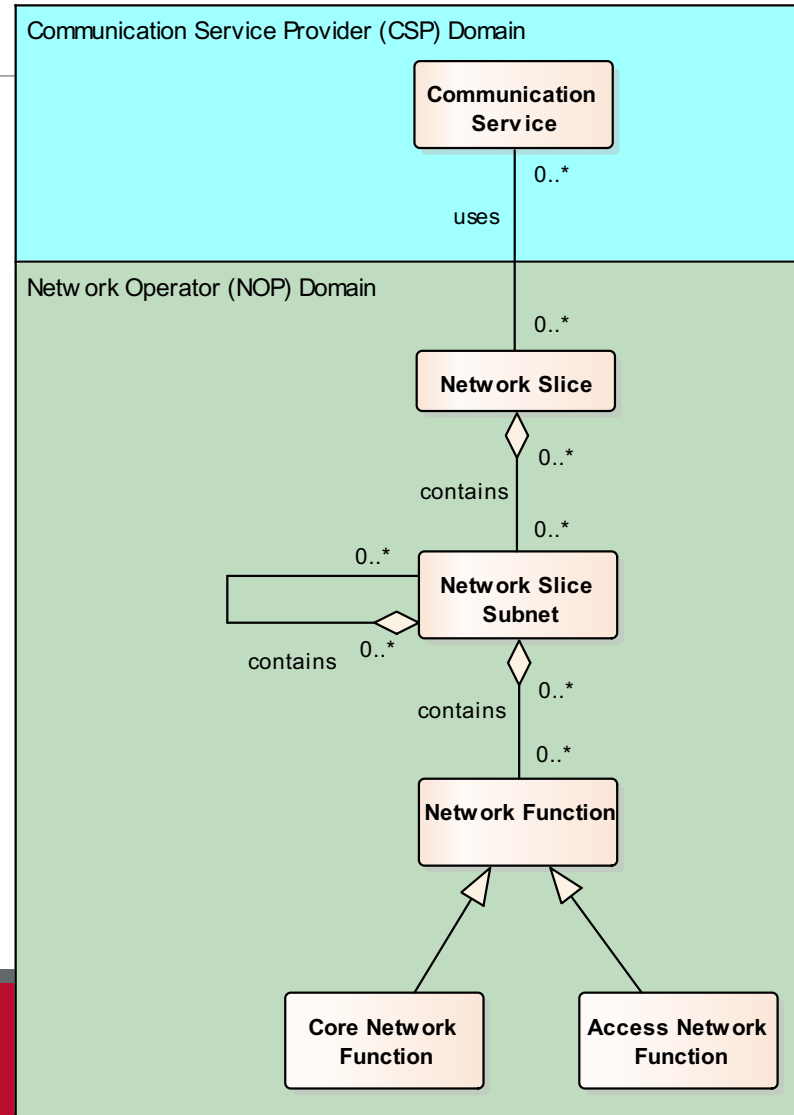 Communication Service Provider (CSP) Domain
Communication
Service
0..*
uses
Network Operator (NOP) Domain
0..*
Network Slice
0..*
contains
0..*
0..*
Network Slice
Subnet
0..*
contains
0..*
contains
0..*
Network Function
Core Network
Function
Access Network
Function